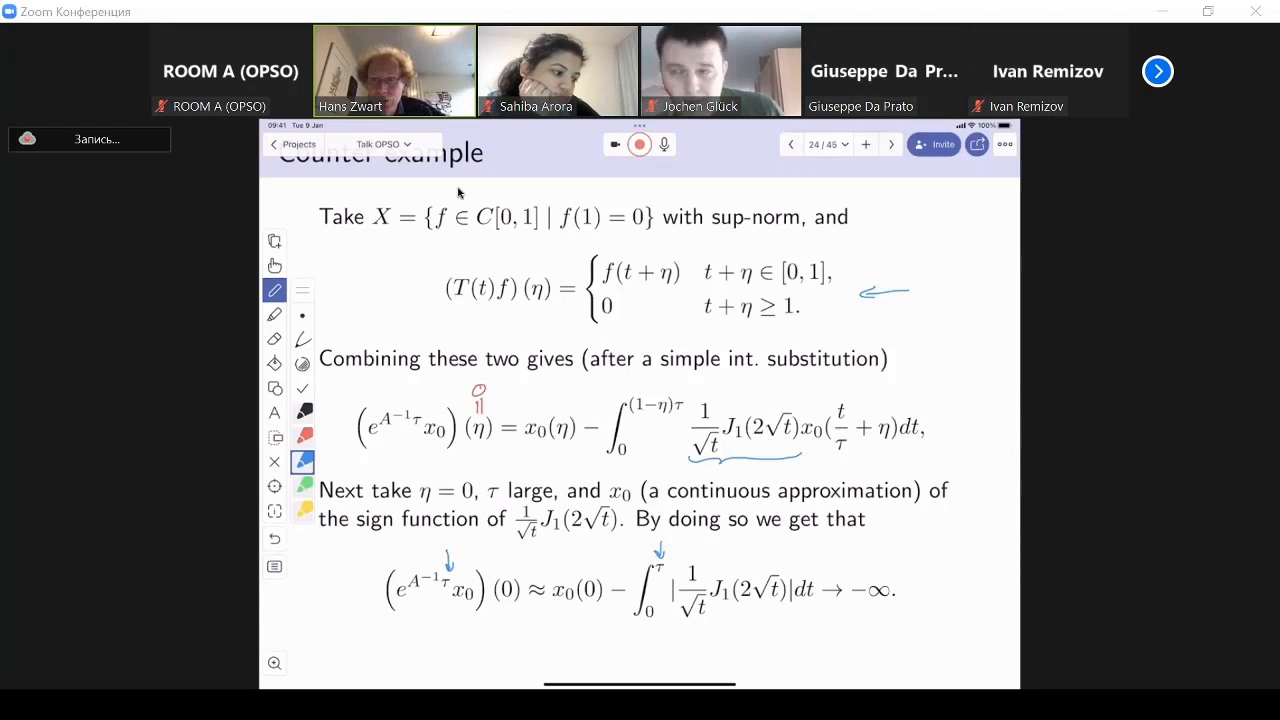 Zoom Конференция
ROOM A (OPSO)
Giuseppe Da Pr...
Ivan Remizov
ROOM A (OPSO)
Hans Zwart
Sahiba Arora
Jochen Glück
Giuseppe Da Prato
Ivan Remizov
Запись...
09:41 Tue 9 Jan
100%
Projects
Talk OPSO
24 / 45
Invite
Counter example
Take X = {f ∈ C[0, 1] | f(1) = 0} with sup-norm, and
(T(t)f) (η) = { f(t + η) t + η ∈ [0, 1],
0 t + η ≥ 1.
Combining these two gives (after a simple int. substitution)
0
(e^{A^{-1}τ} x_0) (η) = x_0(η) − ∫_0^{(1−η)τ} \frac{1}{√t} J_1(2√t)x_0(\frac{t}{τ} + η)dt,
Next take η = 0, τ large, and x_0 (a continuous approximation) of
the sign function of \frac{1}{√t} J_1(2√t). By doing so we get that
(e^{A^{-1}τ} x_0) (0) ≈ x_0(0) − ∫_0^τ |\frac{1}{√t} J_1(2√t)|dt → −∞.